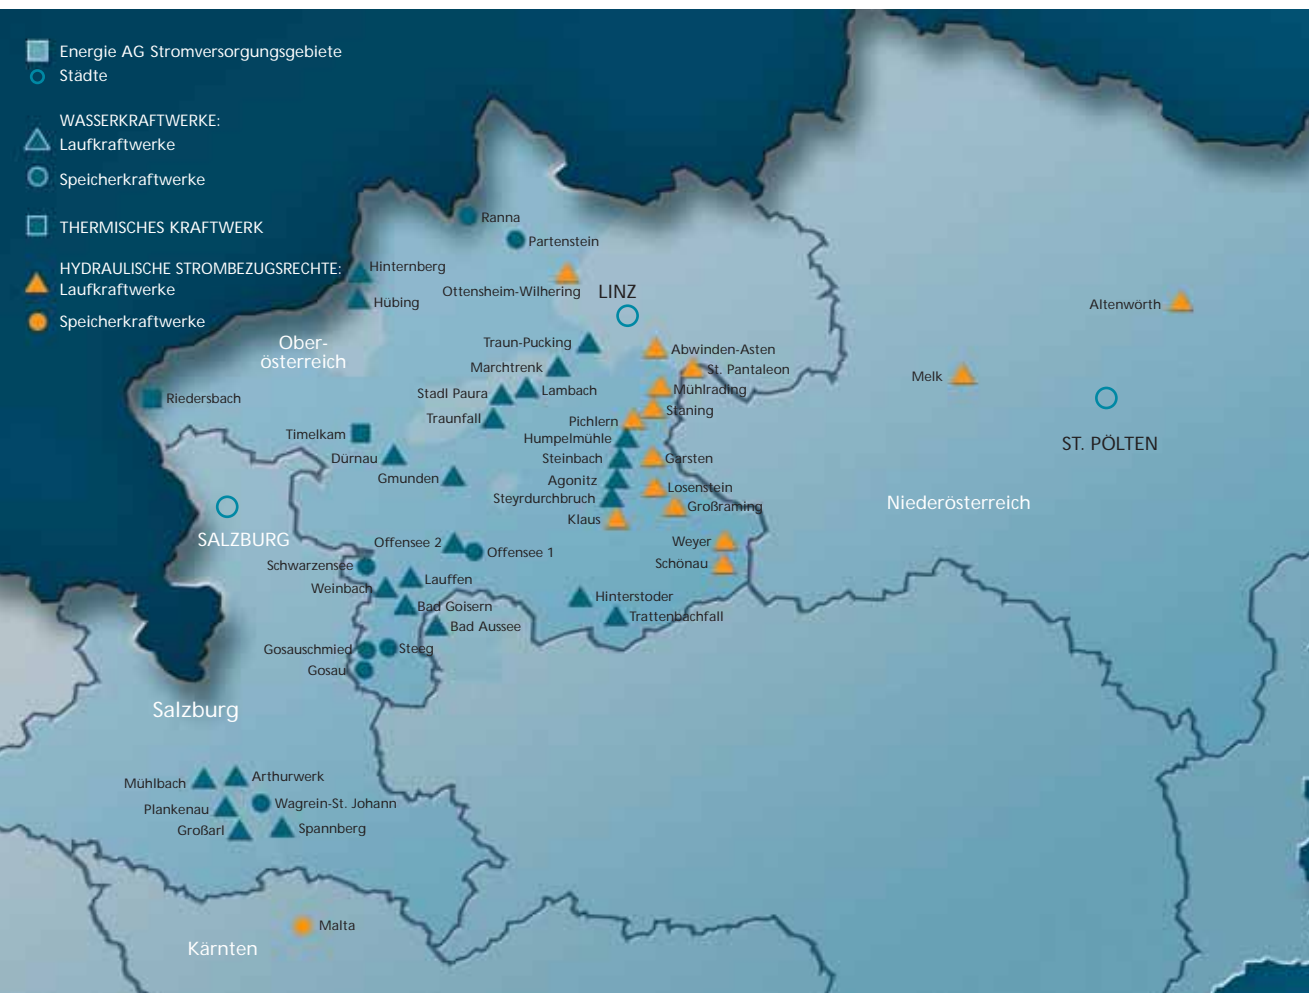 Energie AG Stromversorgungsgebiete
Städte
WASSERKRAFTWERKE:
Laufkraftwerke
Speicherkraftwerke
THERMISCHES KRAFTWERK
HYDRAULISCHE STROMBEZUGSRECHTE:
Laufkraftwerke
Speicherkraftwerke
Ranna
Partenstein
Hinternberg
Hübing
Ottensheim-Wilhering
LINZ
Altenwörth
Ober-
österreich
Traun-Pucking
Abwinden-Asten
Marchtrenk
St. Pantaleon
Melk
Stadl Paura
Lambach
Mühlrading
Riedersbach
Staning
Traunfall
Pichlern
Timelkam
Humpelmühle
ST. PÖLTEN
Dürnau
Steinbach
Garsten
Gmunden
Agonitz
Losenstein
Steyrdurchbruch
Großraming
Niederösterreich
Klaus
SALZBURG
Offensee 2
Offensee 1
Weyer
Schwarzensee
Schönau
Weinbach
Lauffen
Hinterstoder
Bad Goisern
Trattenbachfall
Bad Aussee
Gosauschmied
Steeg
Gosau
Salzburg
Mühlbach
Arthurwerk
Plankenau
Wagrein-St. Johann
Großarl
Spannberg
Malta
Kärnten